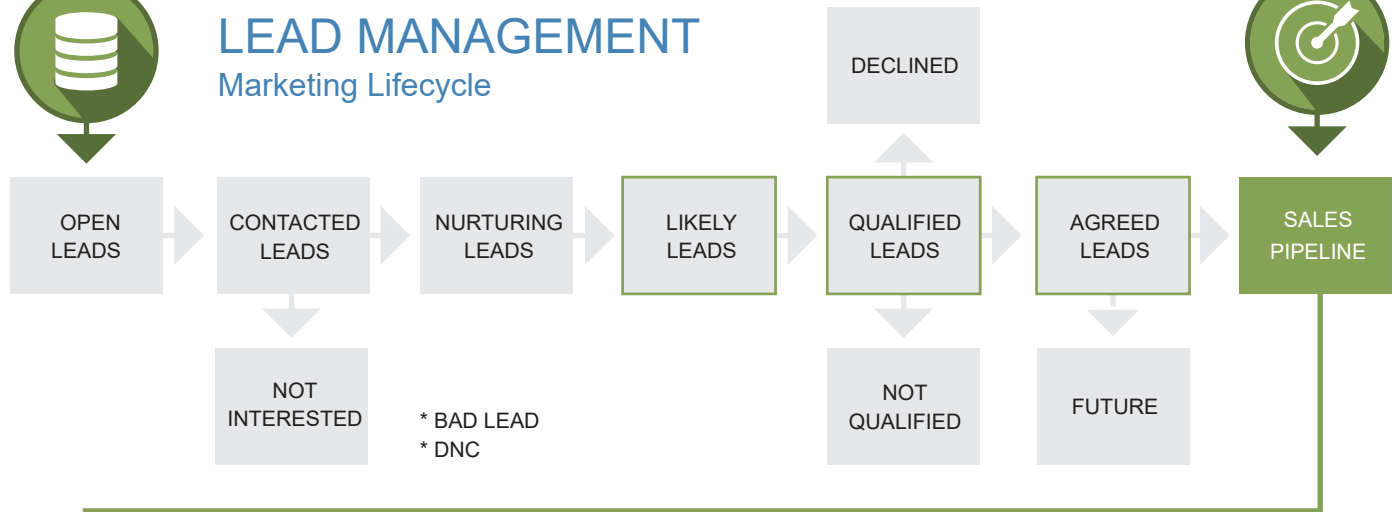 LEAD MANAGEMENT
Marketing Lifecycle
DECLINED
OPEN
LEADS
CONTACTED
LEADS
NURTURING
LEADS
LIKELY
LEADS
QUALIFIED
LEADS
AGREED
LEADS
SALES
PIPELINE
NOT
INTERESTED
* BAD LEAD
* DNC
NOT
QUALIFIED
FUTURE